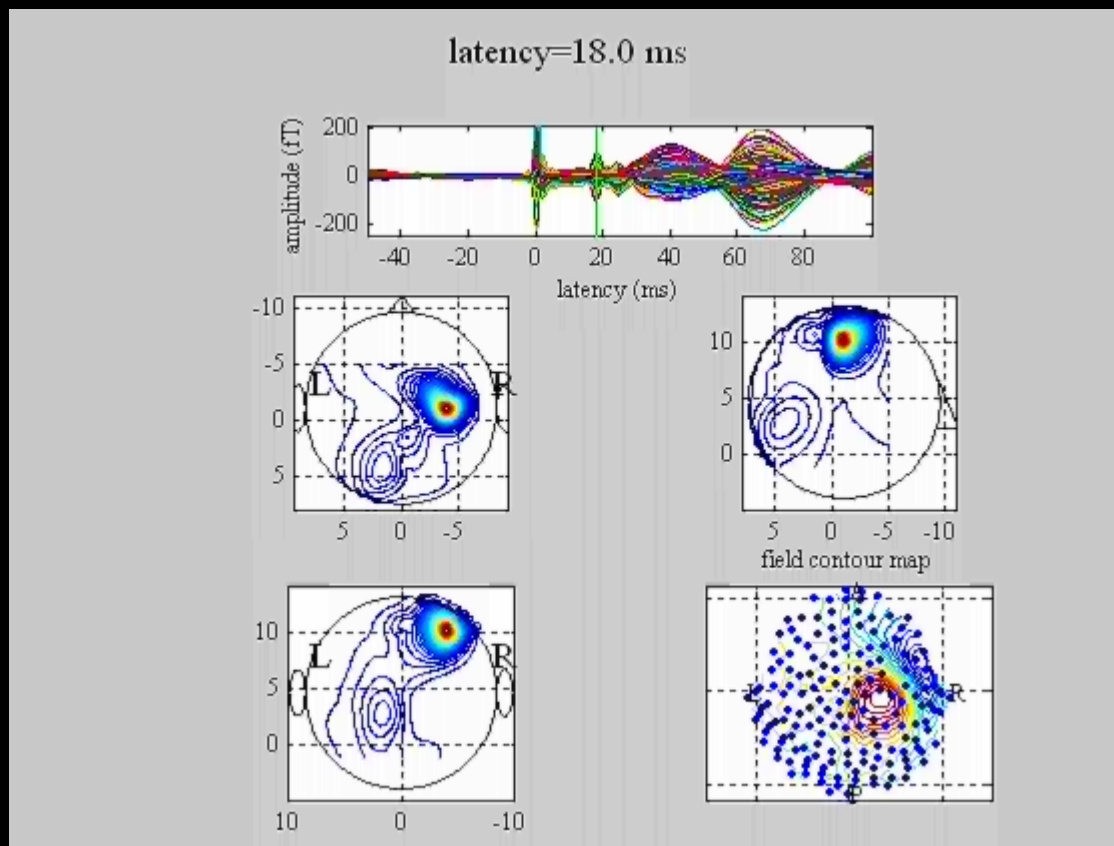 latency=18.0 ms
amplitude (fT)
200
0
-200
-40 -20 0 20 40 60 80
latency (ms)
-10
-5
0
5
L R
5 0 -5
10
5
0
5 0 -5 -10
field contour map
10
5
0
L R
10 0 -10
A
L R
P